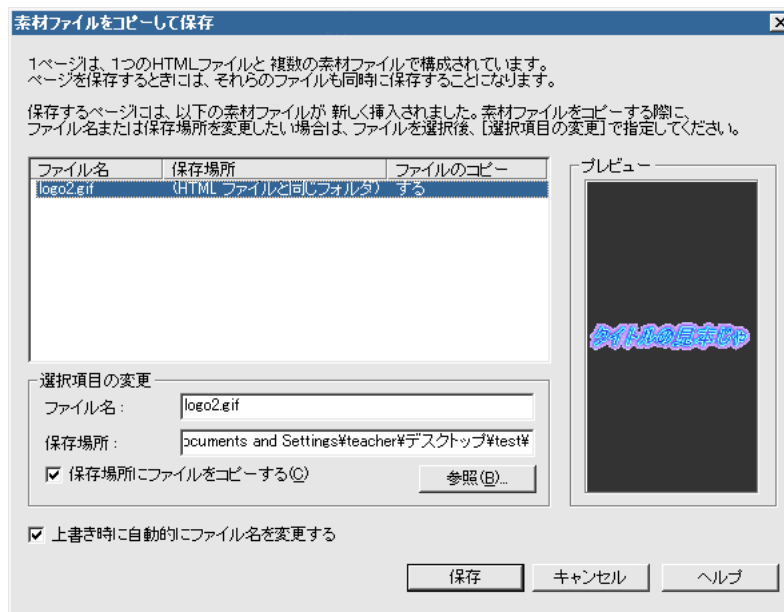 素材ファイルをコピーして保存
1ページは、1つのHTMLファイルと 複数の素材ファイルで構成されています。
ページを保存するときには、それらのファイルも同時に保存することになります。
保存するページには、以下の素材ファイルが 新しく挿入されました。素材ファイルをコピーする際に、
ファイル名または保存場所を変更したい場合は、ファイルを選択後、[選択項目の変更]で指定してください。
ファイル名 保存場所 ファイルのコピー
logo2.gif (HTML ファイルと同じフォルダ) する
プレビュー
タイトルの見本じゃ
選択項目の変更
ファイル名: logo2.gif
保存場所: ocuments and Settings¥teacher¥デスクトップ¥test¥
保存場所にファイルをコピーする(C)
参照(B)...
上書き時に自動的にファイル名を変更する
保存 キャンセル ヘルプ